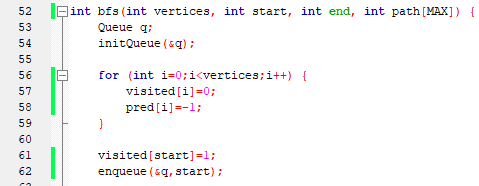 52 int bfs(int vertices, int start, int end, int path[MAX]) {
53 Queue q;
54 initQueue(&q);
55
56 for (int i=0;i<vertices;i++) {
57 visited[i]=0;
58 pred[i]=-1;
59 }
60
61 visited[start]=1;
62 enqueue(&q,start);